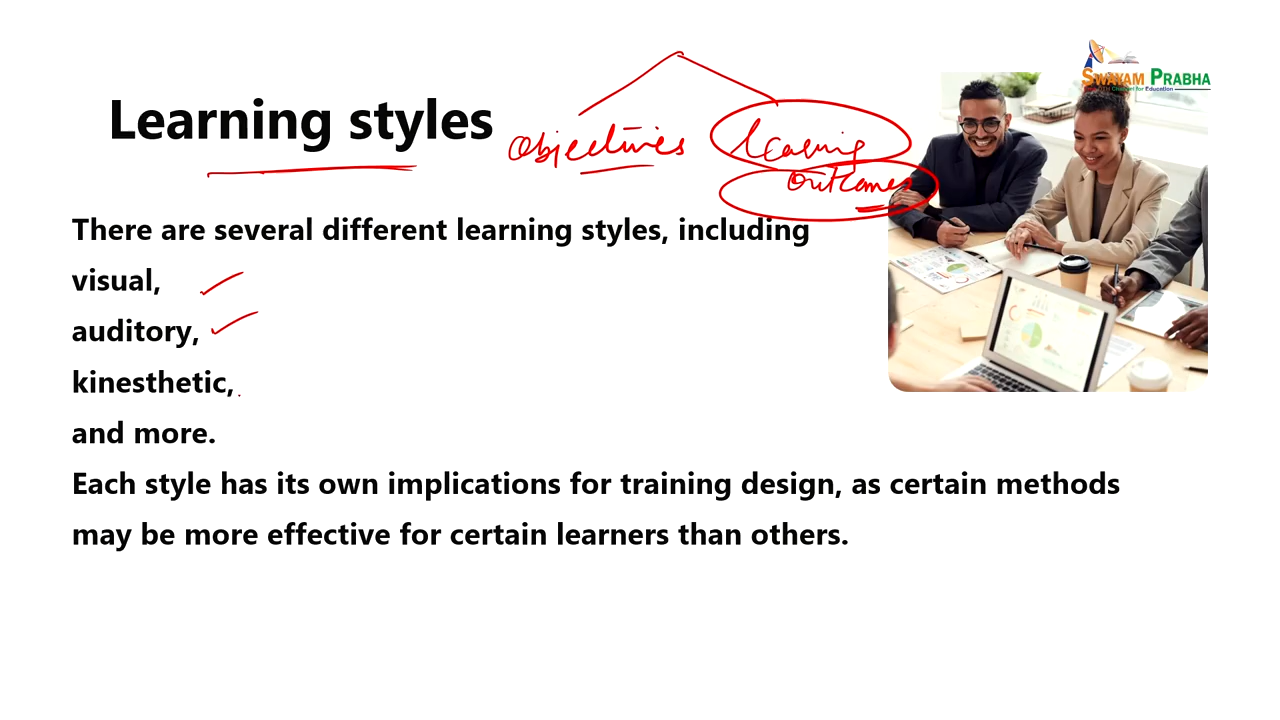 SWAYAM PRABHA
Learning styles
Objectives
Learning
outcomes
There are several different learning styles, including
visual,
auditory,
kinesthetic,
and more.
Each style has its own implications for training design, as certain methods
may be more effective for certain learners than others.